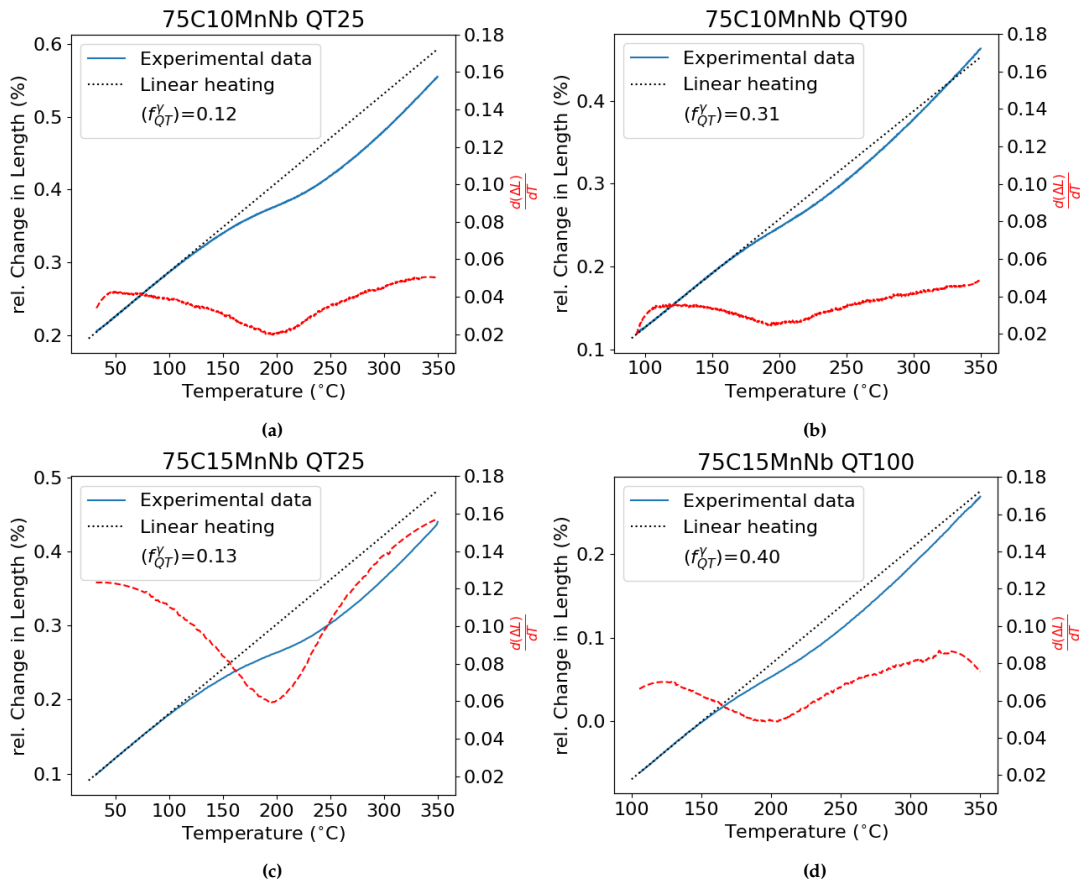 75C10MnNb QT25
Experimental data
Linear heating
(f^γ_QT)=0.12
rel. Change in Length (%)
0.6
0.5
0.4
0.3
0.2
0.18
0.16
0.14
0.12
0.10
0.08
0.06
0.04
0.02
d(ΔL)/dT
50 100 150 200 250 300 350
Temperature (°C)
(a)
75C10MnNb QT90
Experimental data
Linear heating
(f^γ_QT)=0.31
rel. Change in Length (%)
0.4
0.3
0.2
0.1
0.18
0.16
0.14
0.12
0.10
0.08
0.06
0.04
0.02
d(ΔL)/dT
100 150 200 250 300 350
Temperature (°C)
(b)
75C15MnNb QT25
Experimental data
Linear heating
(f^γ_QT)=0.13
rel. Change in Length (%)
0.5
0.4
0.3
0.2
0.1
0.18
0.16
0.14
0.12
0.10
0.08
0.06
0.04
0.02
d(ΔL)/dT
50 100 150 200 250 300 350
Temperature (°C)
(c)
75C15MnNb QT100
Experimental data
Linear heating
(f^γ_QT)=0.40
rel. Change in Length (%)
0.2
0.1
0.0
0.18
0.16
0.14
0.12
0.10
0.08
0.06
0.04
0.02
d(ΔL)/dT
100 150 200 250 300 350
Temperature (°C)
(d)